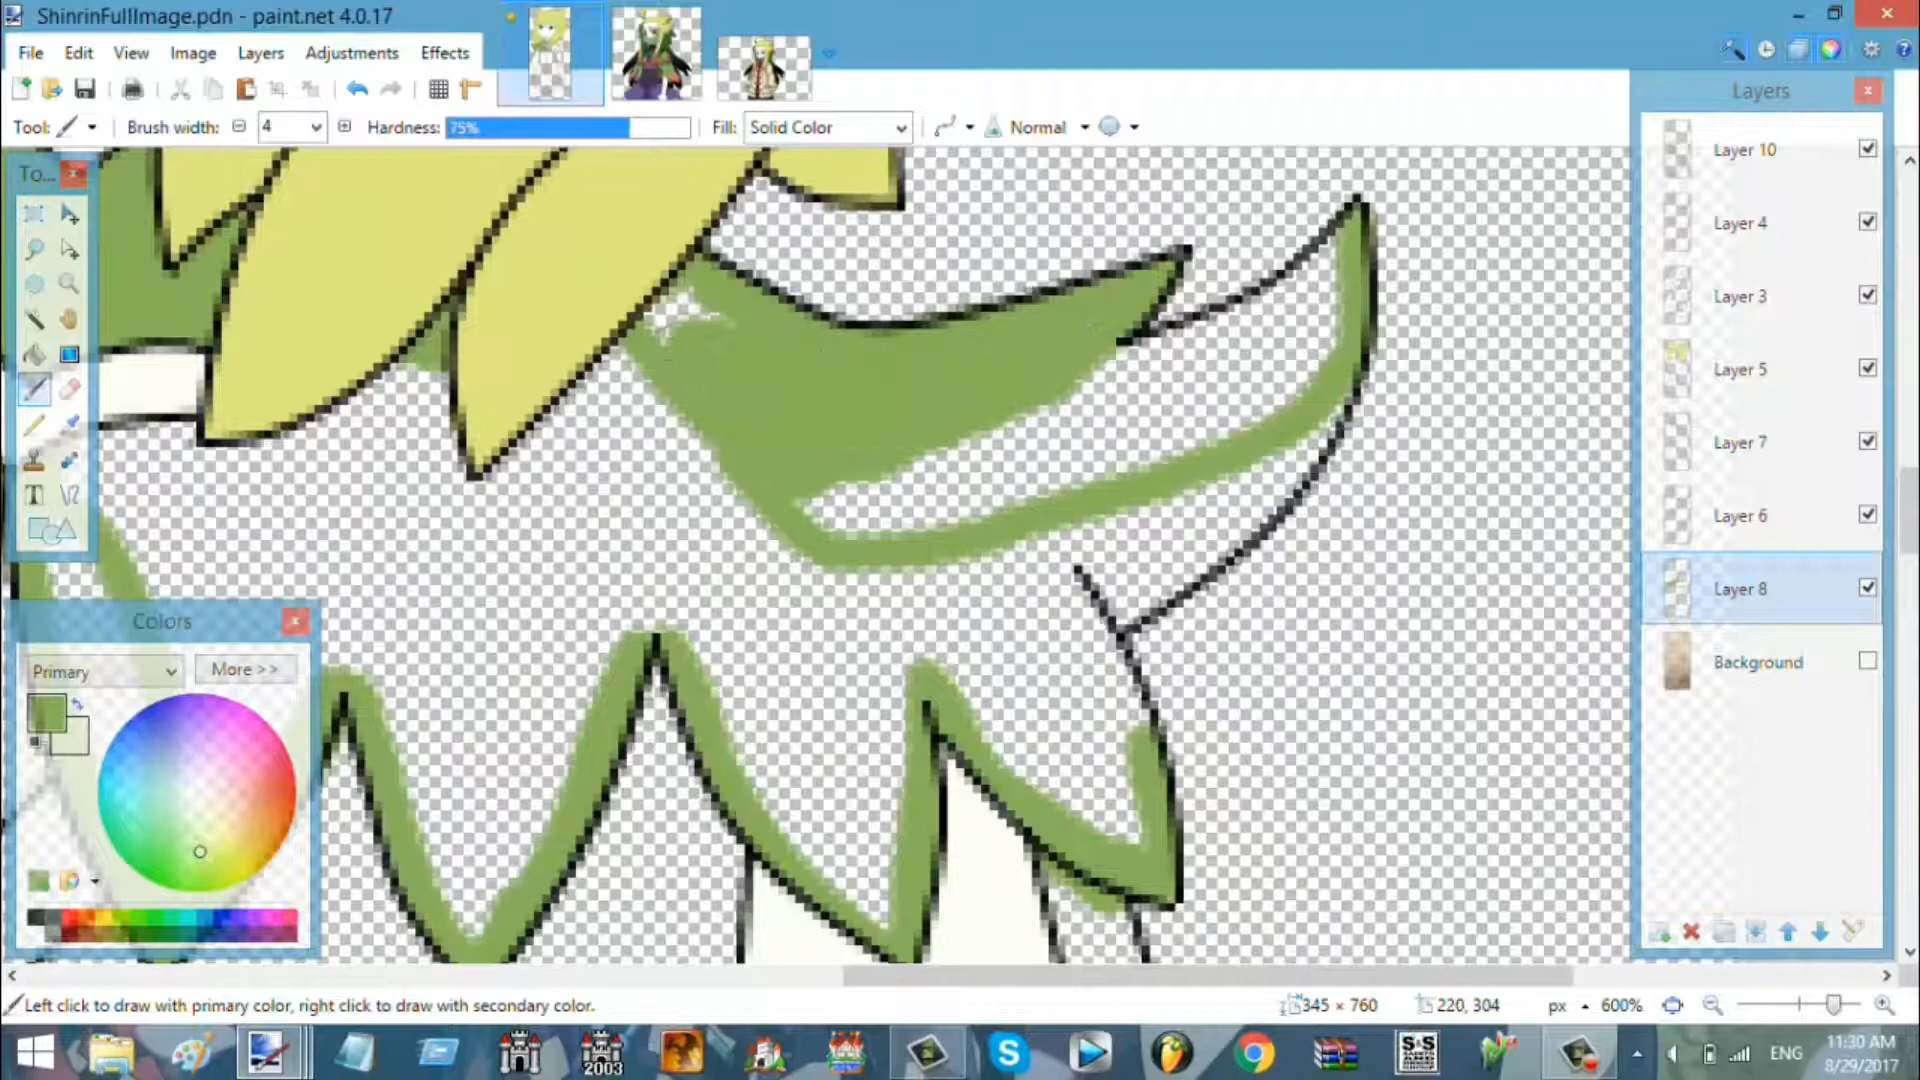 ShinrinFullImage.pdn - paint.net 4.0.17
File Edit View Image Layers Adjustments Effects
Tool: Brush width: 4 Hardness: 75% Fill: Solid Color Normal
To...
Layers
Layer 10
Layer 4
Layer 3
Layer 5
Layer 7
Layer 6
Layer 8
Background
Colors
Primary More >>
Left click to draw with primary color, right click to draw with secondary color.
345 × 760 220, 304 px 600%
2003
S&S
ENG
11:30 AM
8/29/2017